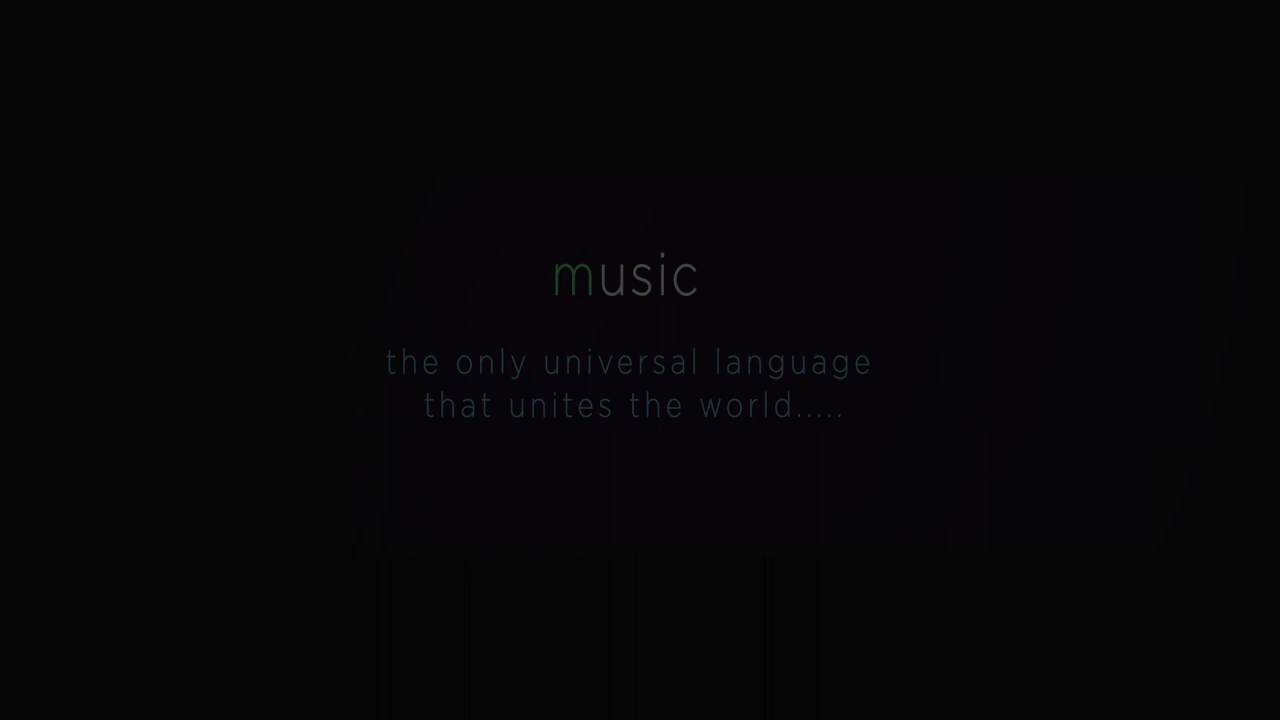 music
the only universal language
that unites the world.....